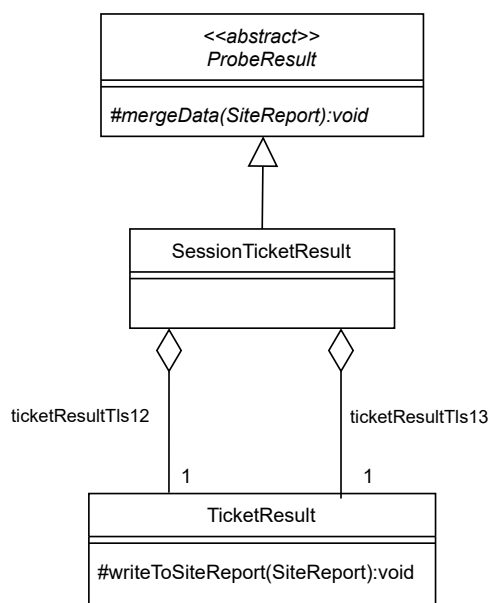 <<abstract>>
ProbeResult
#mergeData(SiteReport):void
SessionTicketResult
ticketResultTls12
ticketResultTls13
1
1
TicketResult
#writeToSiteReport(SiteReport):void